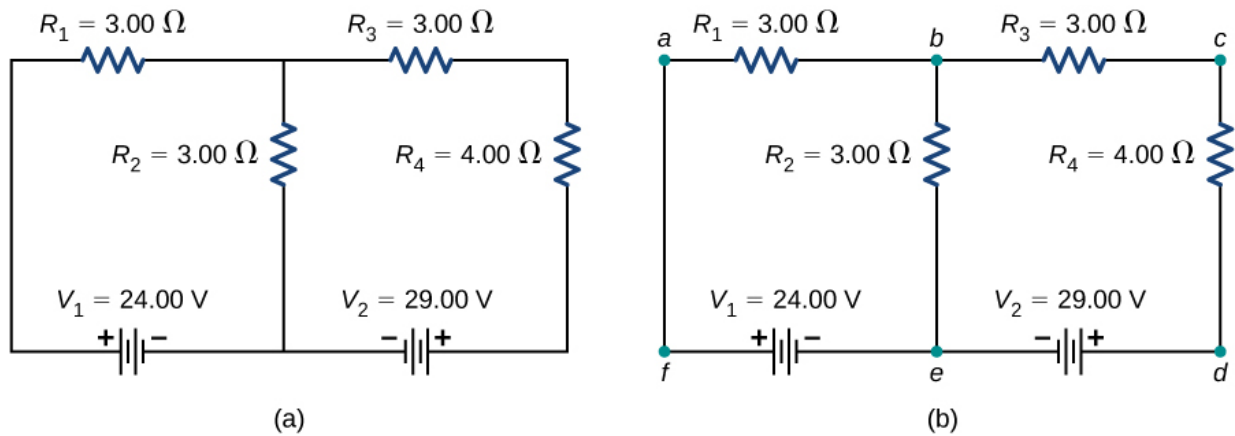 R₁ = 3.00 Ω
R₃ = 3.00 Ω
R₂ = 3.00 Ω
R₄ = 4.00 Ω
V₁ = 24.00 V
V₂ = 29.00 V
+ −
− +
(a)
a
R₁ = 3.00 Ω
b
R₃ = 3.00 Ω
c
R₂ = 3.00 Ω
R₄ = 4.00 Ω
V₁ = 24.00 V
V₂ = 29.00 V
+ −
− +
f
e
d
(b)